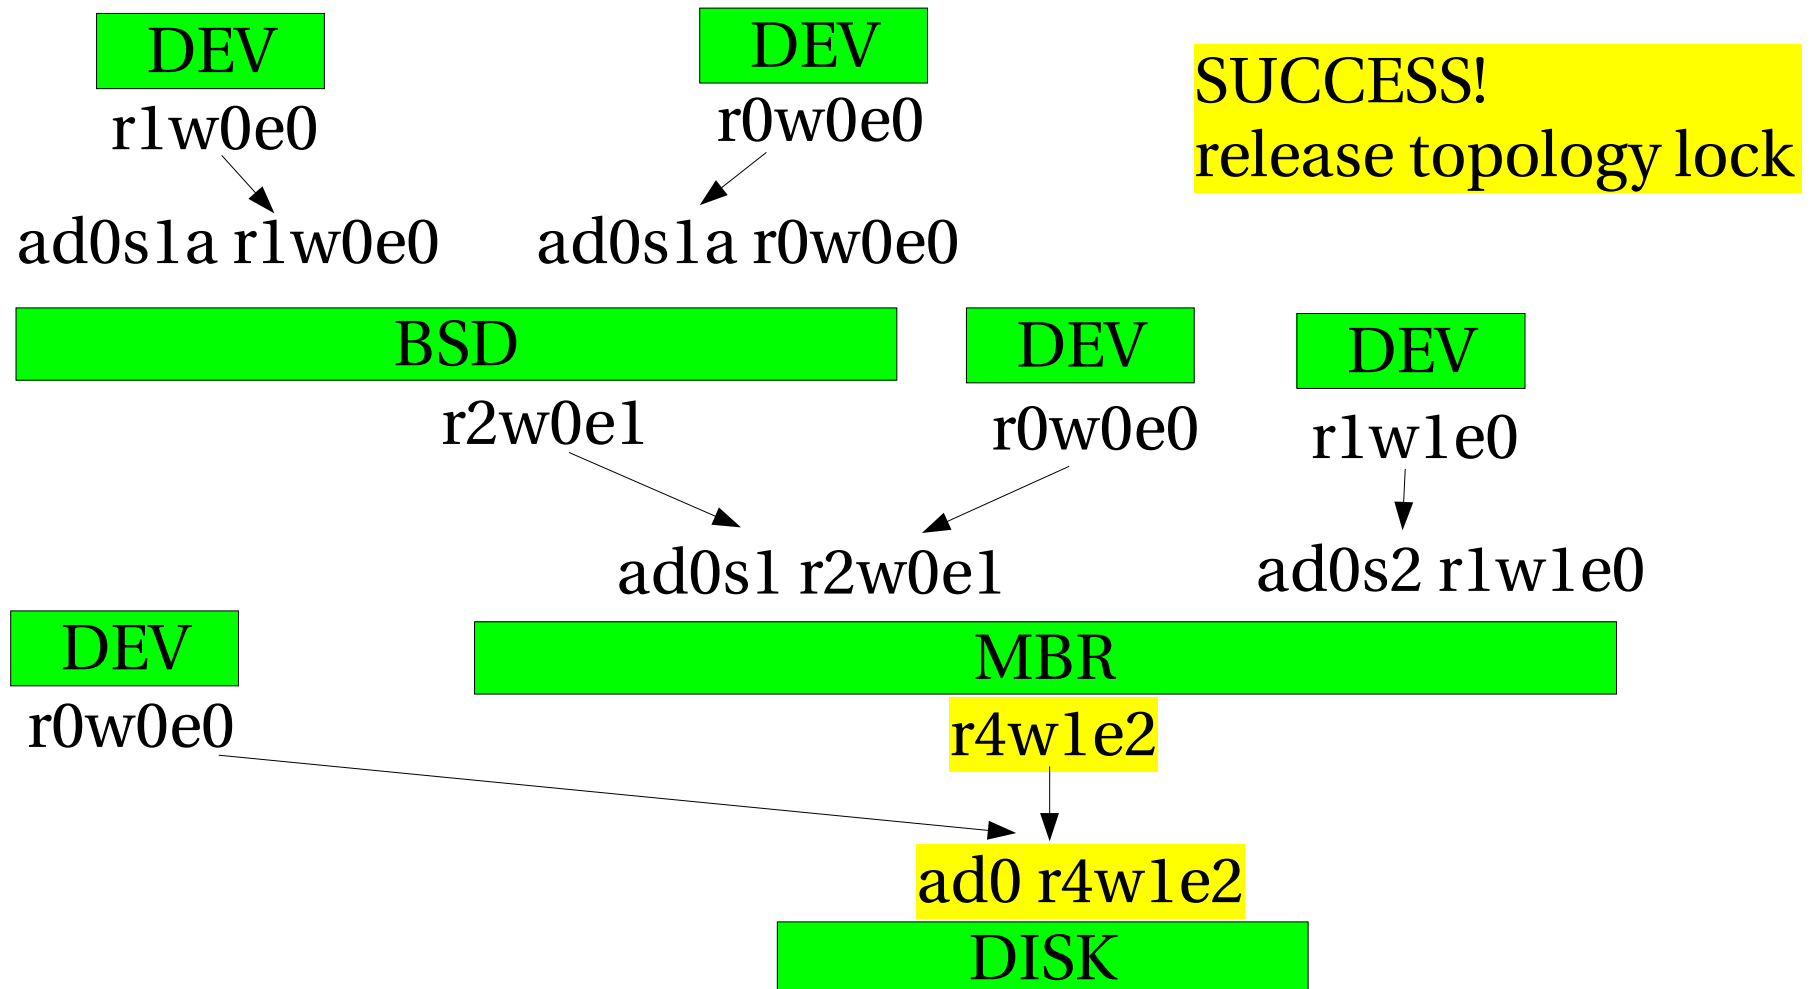 DEV
DEV
r1w0e0
r0w0e0
SUCCESS!
release topology lock
ad0s1a r1w0e0
ad0s1a r0w0e0
BSD
DEV
DEV
r2w0e1
r0w0e0
r1w1e0
ad0s1 r2w0e1
ad0s2 r1w1e0
DEV
MBR
r0w0e0
r4w1e2
ad0 r4w1e2
DISK